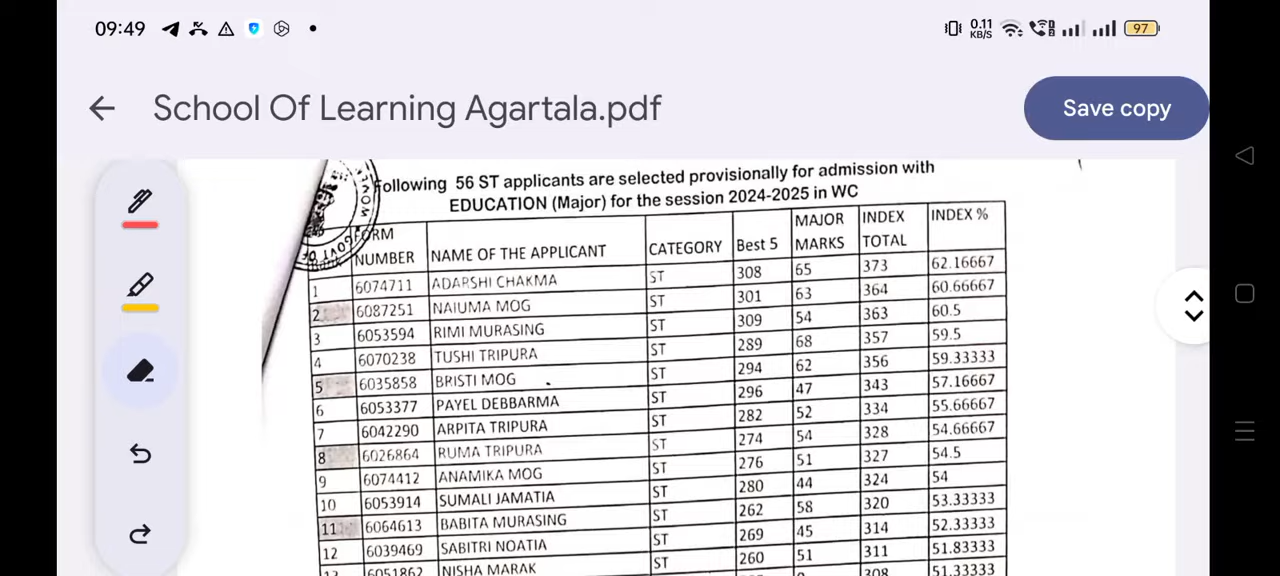 09:49 0.11 KB/S 97
School Of Learning Agartala.pdf Save copy
Following 56 ST applicants are selected provisionally for admission with
EDUCATION (Major) for the session 2024-2025 in WC
FORM NUMBER NAME OF THE APPLICANT CATEGORY Best 5 MAJOR MARKS INDEX TOTAL INDEX %
1 6074711 ADARSHI CHAKMA ST 308 65 373 62.16667
2 6087251 NAIUMA MOG ST 301 63 364 60.66667
3 6053594 RIMI MURASING ST 309 54 363 60.5
4 6070238 TUSHI TRIPURA ST 289 68 357 59.5
5 6035858 BRISTI MOG ST 294 62 356 59.33333
6 6053377 PAYEL DEBBARMA ST 296 47 343 57.16667
7 6042290 ARPITA TRIPURA ST 282 52 334 55.66667
8 6026864 RUMA TRIPURA ST 274 54 328 54.66667
9 6074412 ANAMIKA MOG ST 276 51 327 54.5
10 6053914 SUMALI JAMATIA ST 280 44 324 54
11 6064613 BABITA MURASING ST 262 58 320 53.33333
12 6039469 SABITRI NOATIA ST 269 45 314 52.33333
13 6051862 NISHA MARAK ST 260 51 311 51.83333
308 51.33333